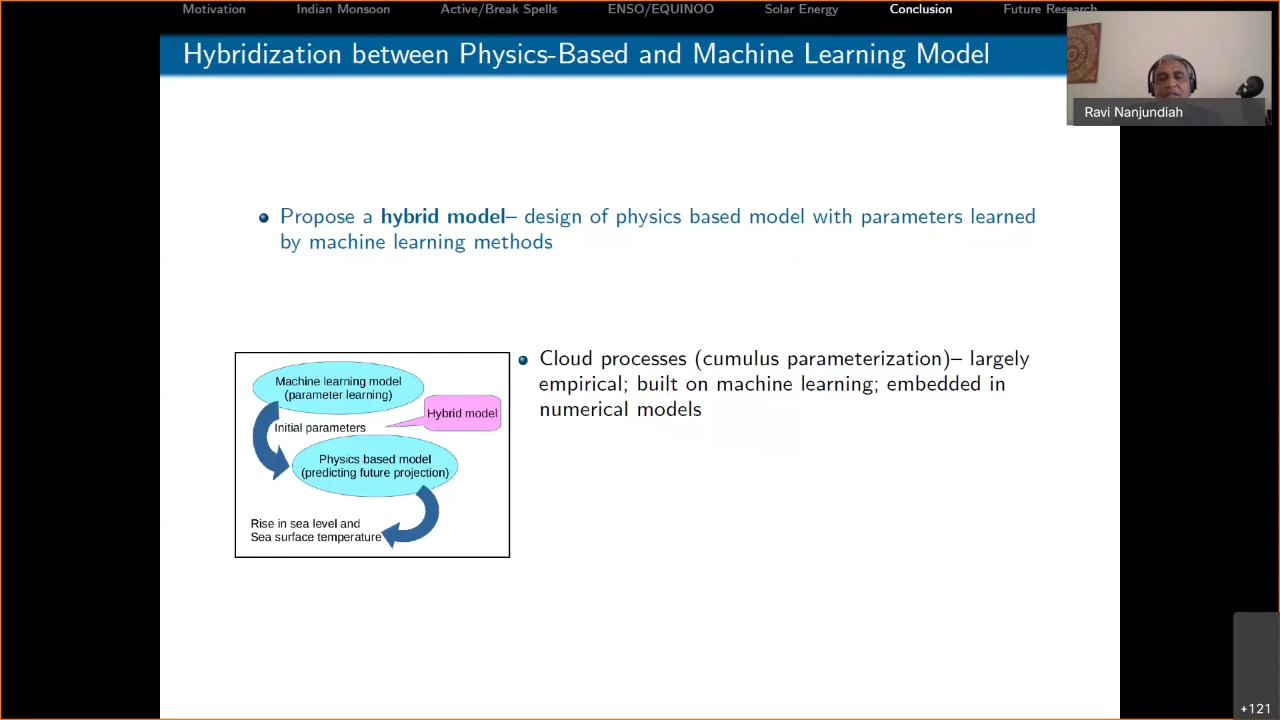 Motivation Indian Monsoon Active/Break Spells ENSO/EQUINOO Solar Energy Conclusion Future Research
Hybridization between Physics-Based and Machine Learning Model
Ravi Nanjundiah
Propose a hybrid model– design of physics based model with parameters learned
by machine learning methods
Machine learning model
(parameter learning)
Hybrid model
Initial parameters
Physics based model
(predicting future projection)
Rise in sea level and
Sea surface temperature
Cloud processes (cumulus parameterization)– largely
empirical; built on machine learning; embedded in
numerical models
+121